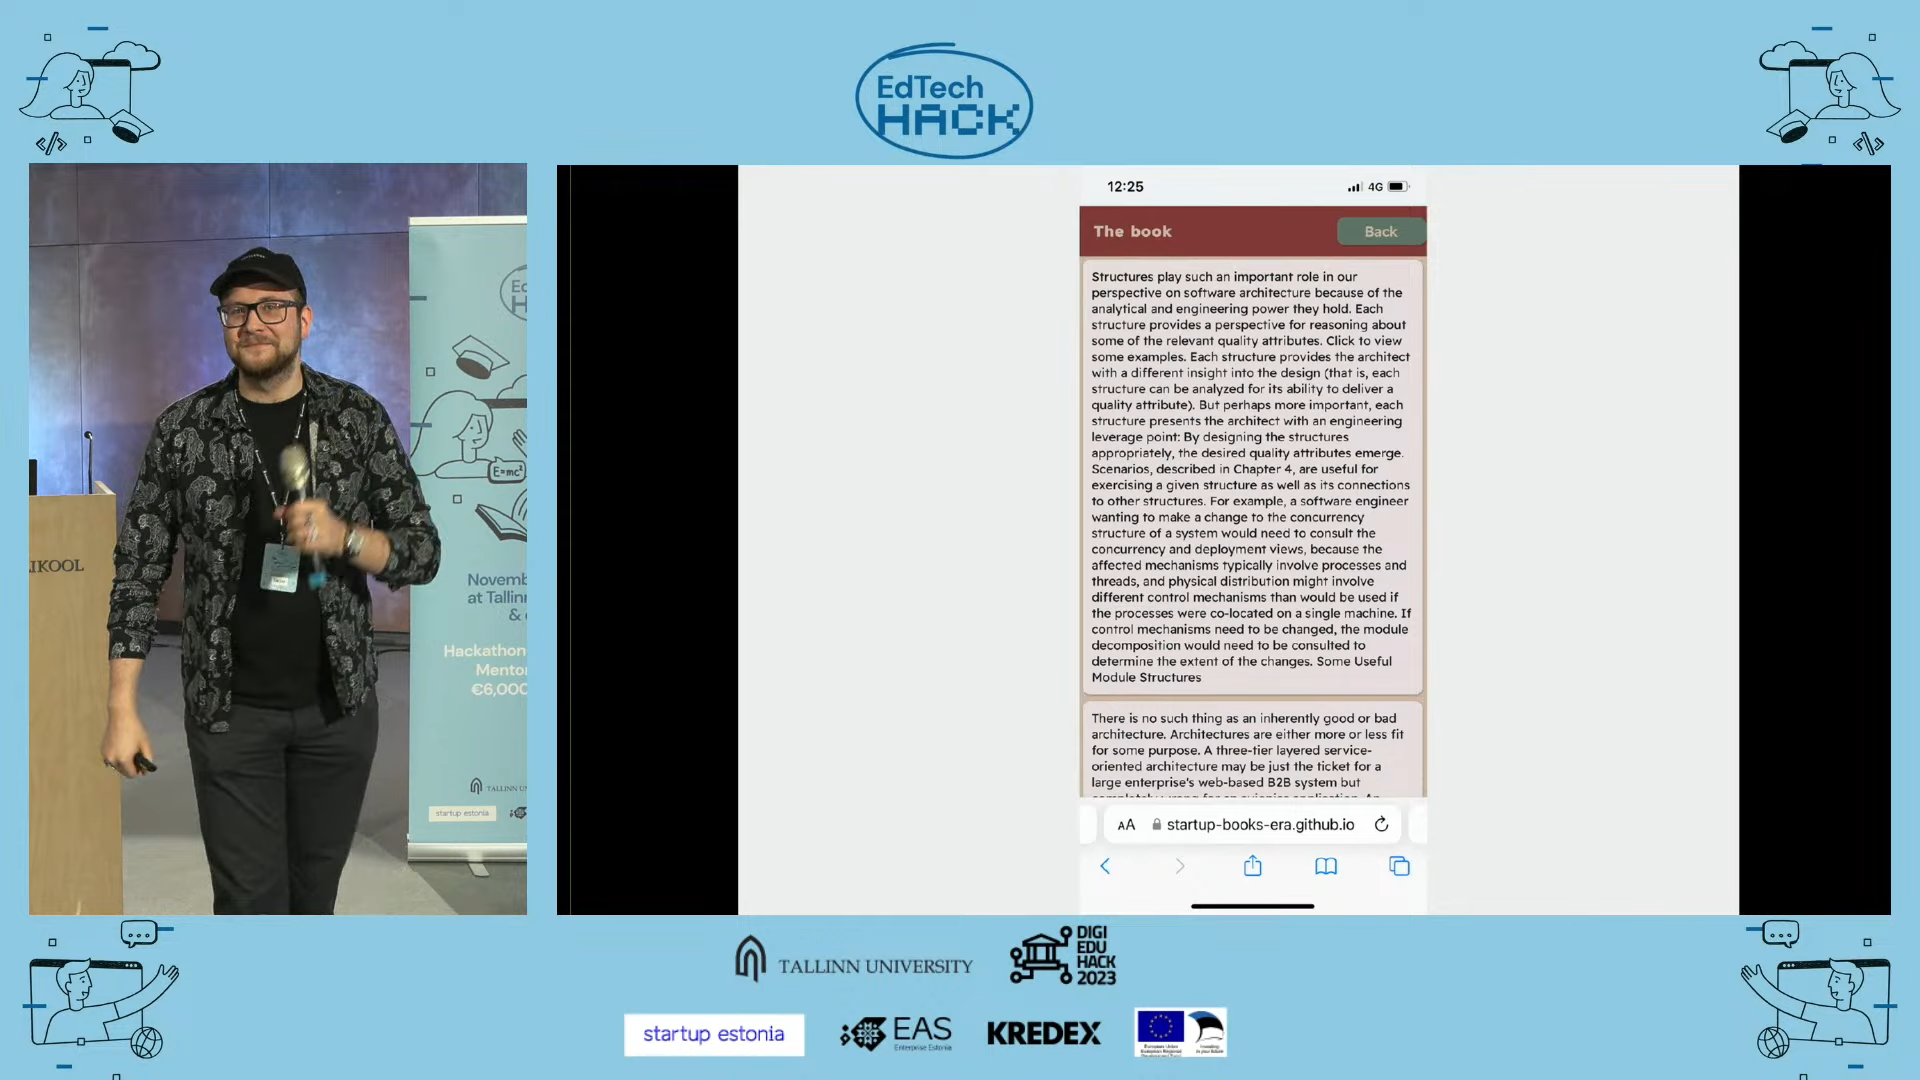 EdTech
HACK
IKOOL
E=mc²
Novemb
at Tallin
&
Hackathon
Mento
€6,000
TALLINN U
startup estonia
12:25
4G
The book
Back
Structures play such an important role in our
perspective on software architecture because of the
analytical and engineering power they hold. Each
structure provides a perspective for reasoning about
some of the relevant quality attributes. Click to view
some examples. Each structure provides the architect
with a different insight into the design (that is, each
structure can be analyzed for its ability to deliver a
quality attribute). But perhaps more important, each
structure presents the architect with an engineering
leverage point: By designing the structures
appropriately, the desired quality attributes emerge.
Scenarios, described in Chapter 4, are useful for
exercising a given structure as well as its connections
to other structures. For example, a software engineer
wanting to make a change to the concurrency
structure of a system would need to consult the
concurrency and deployment views, because the
affected mechanisms typically involve processes and
threads, and physical distribution might involve
different control mechanisms than would be used if
the processes were co-located on a single machine. If
control mechanisms need to be changed, the module
decomposition would need to be consulted to
determine the extent of the changes. Some Useful
Module Structures
There is no such thing as an inherently good or bad
architecture. Architectures are either more or less fit
for some purpose. A three-tier layered service-
oriented architecture may be just the ticket for a
large enterprise's web-based B2B system but
AA startup-books-era.github.io
TALLINN UNIVERSITY
DIGI
EDU
HACK
2023
startup estonia
EAS
Enterprise Estonia
KREDEX